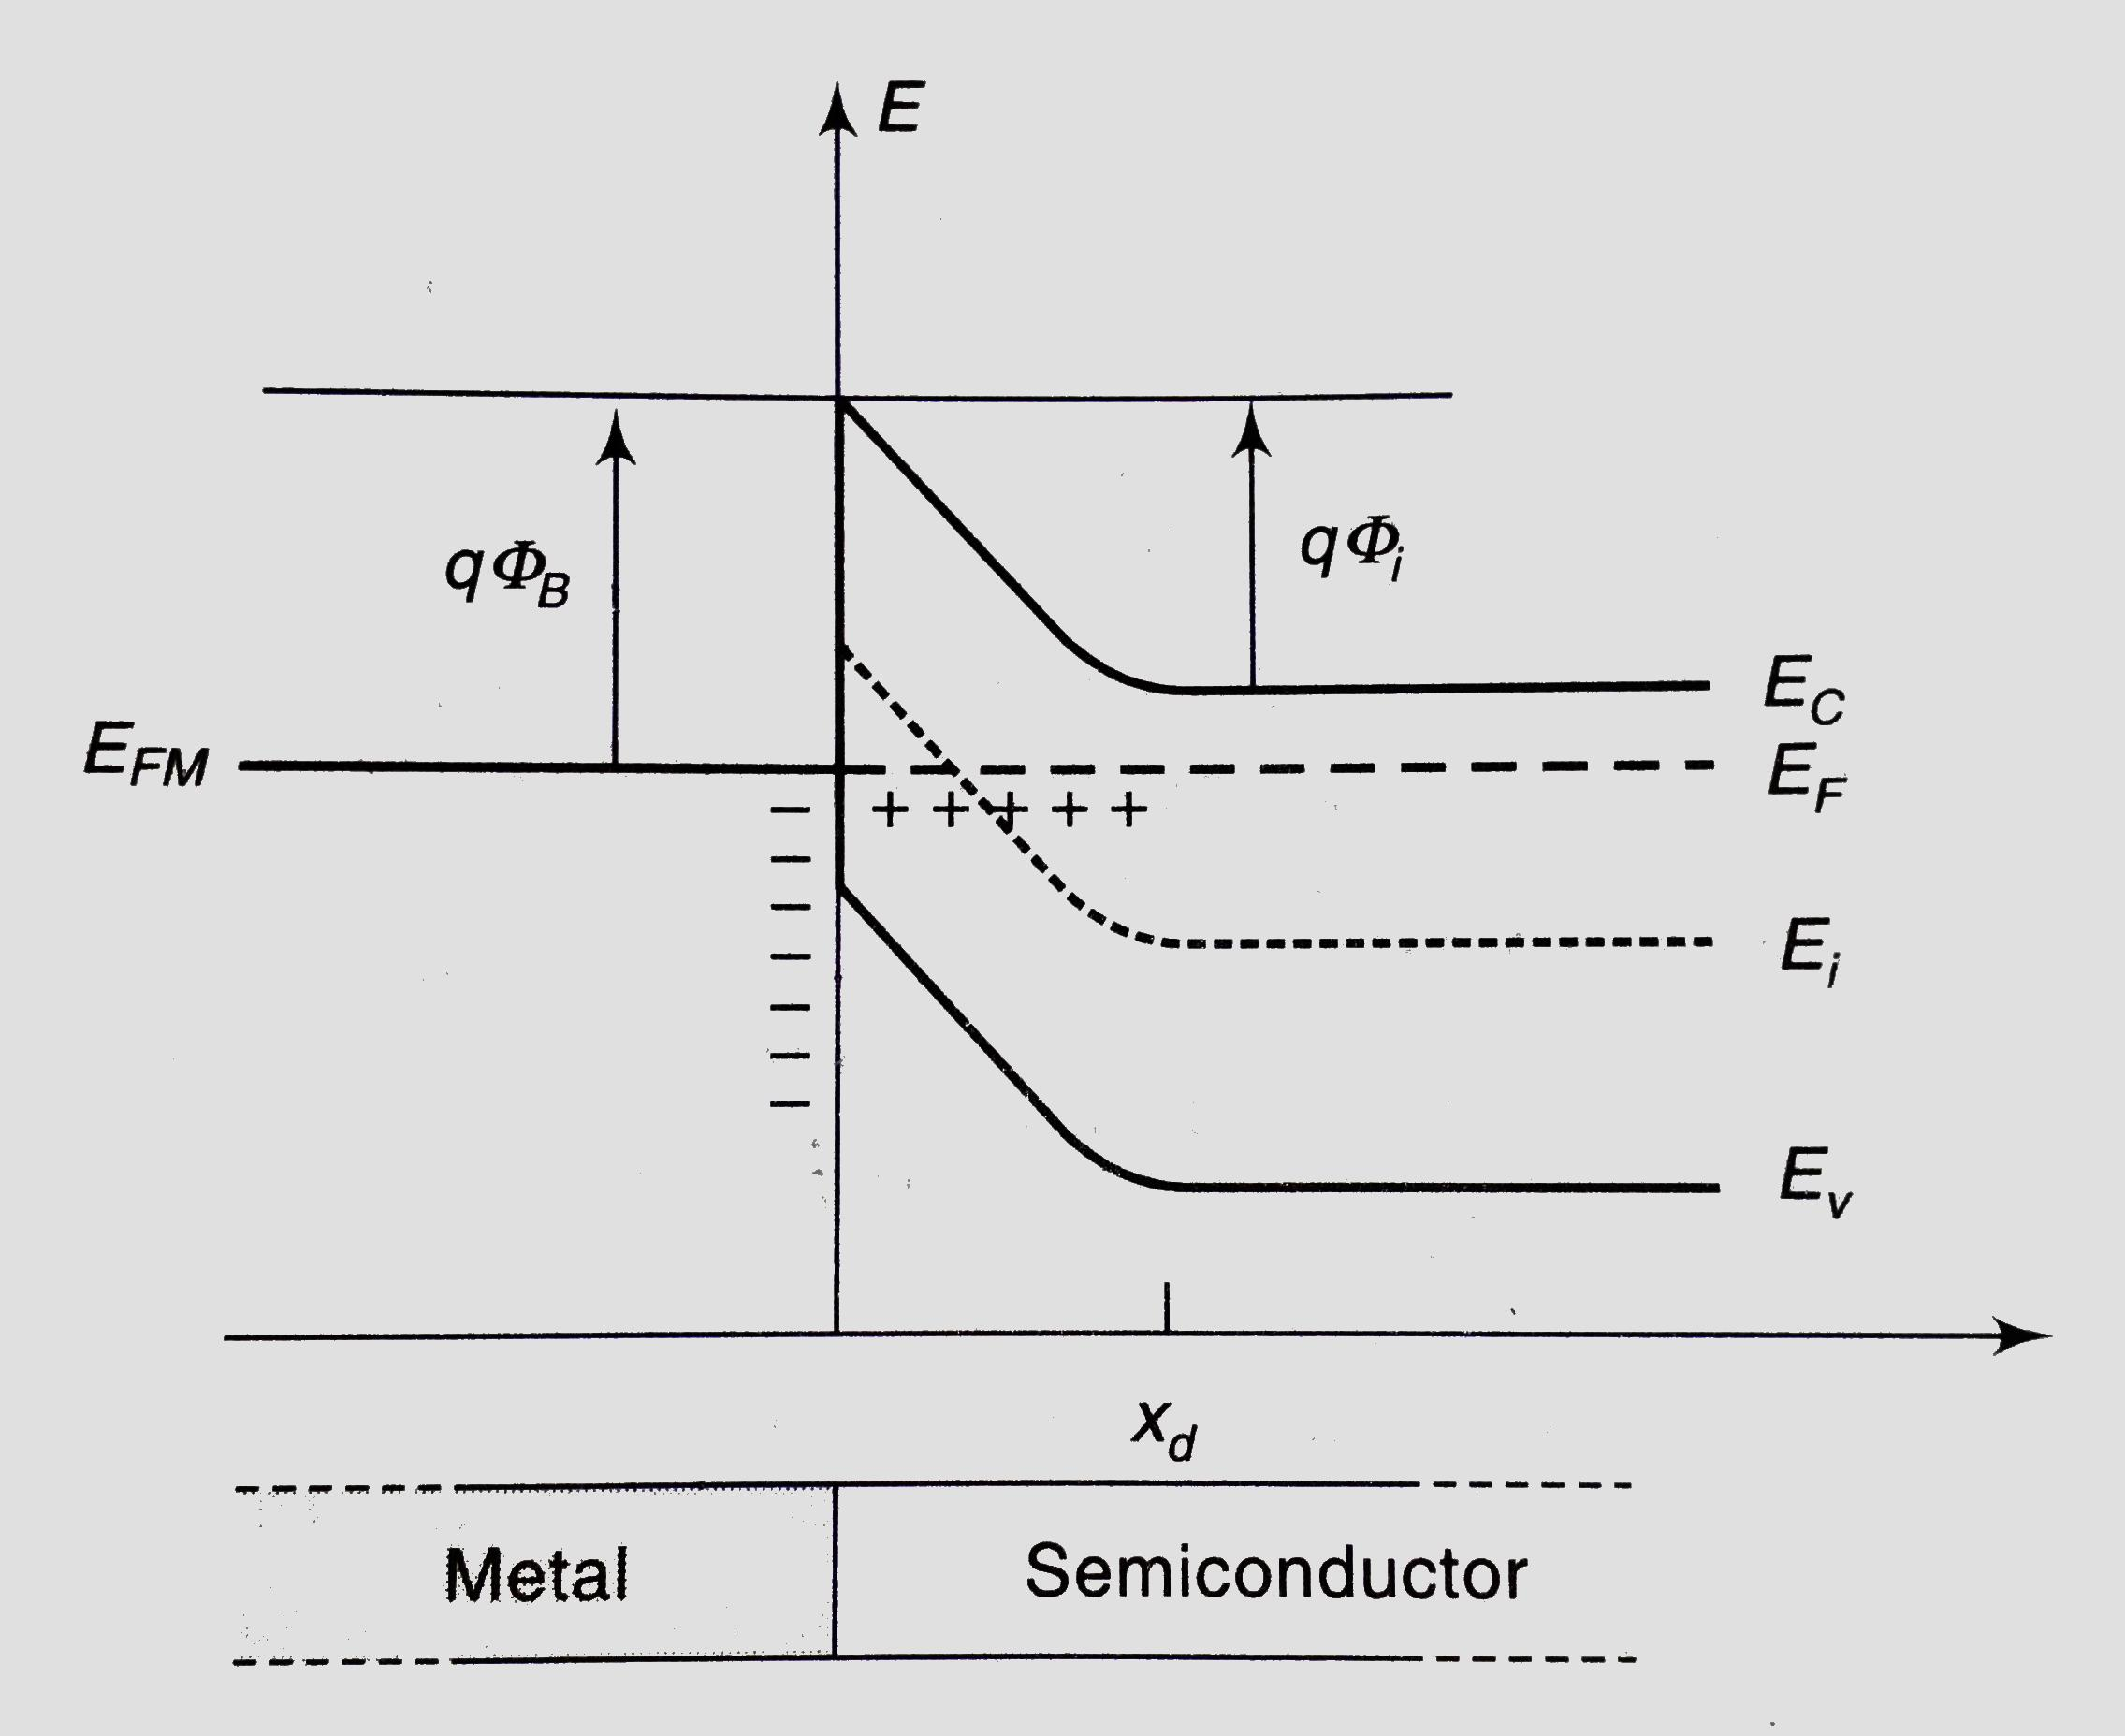 E
qΦB
qΦi
EC
EFM
EF
− + + + + +
−
−
Ei
−
−
−
−
Ev
xd
Metal Semiconductor